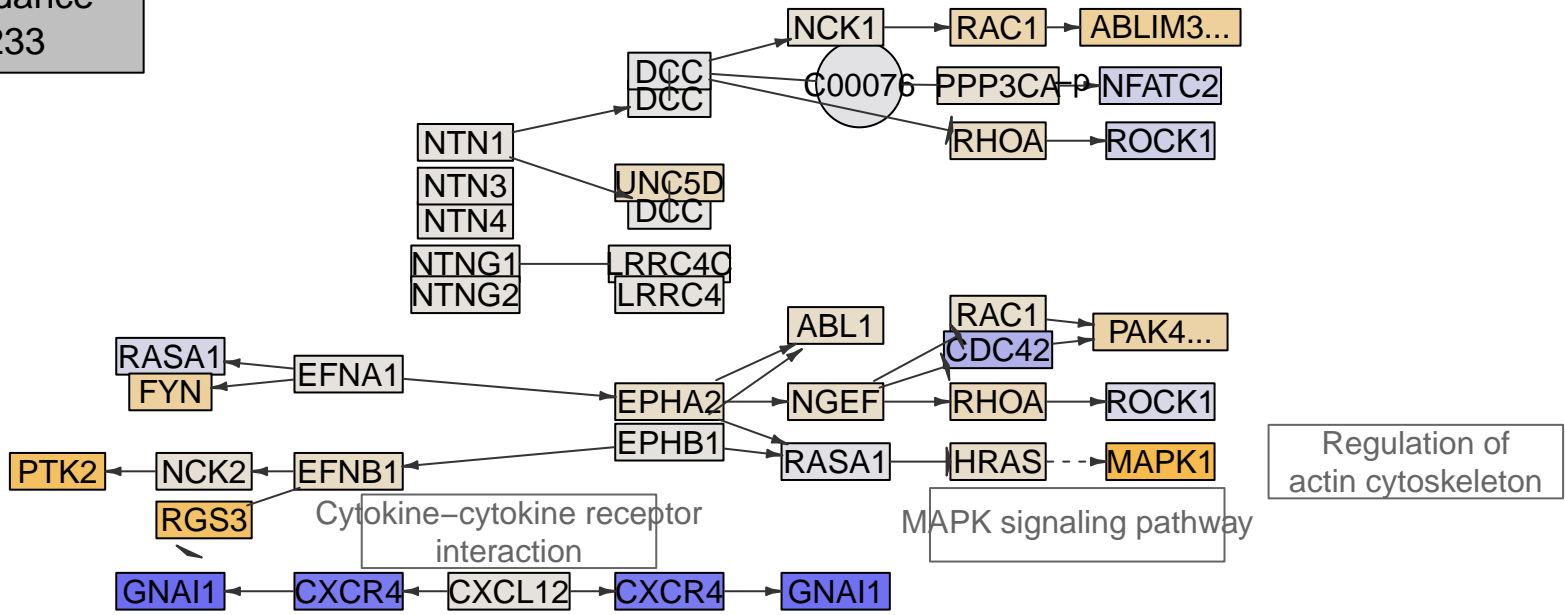 dance
233
NCK1
RAC1
ABLIM3...
DCC
DCC
C00076
PPP3CA
-p
NFATC2
NTN1
RHOA
ROCK1
NTN3
UNC5D
NTN4
DCC
NTNG1
LRRC4C
NTNG2
LRRC4
ABL1
RAC1
PAK4...
RASA1
CDC42
EFNA1
FYN
EPHA2
NGEF
RHOA
ROCK1
EPHB1
PTK2
NCK2
EFNB1
RASA1
HRAS
MAPK1
Regulation of
actin cytoskeleton
RGS3
Cytokine–cytokine receptor
interaction
MAPK signaling pathway
GNAI1
CXCR4
CXCL12
CXCR4
GNAI1